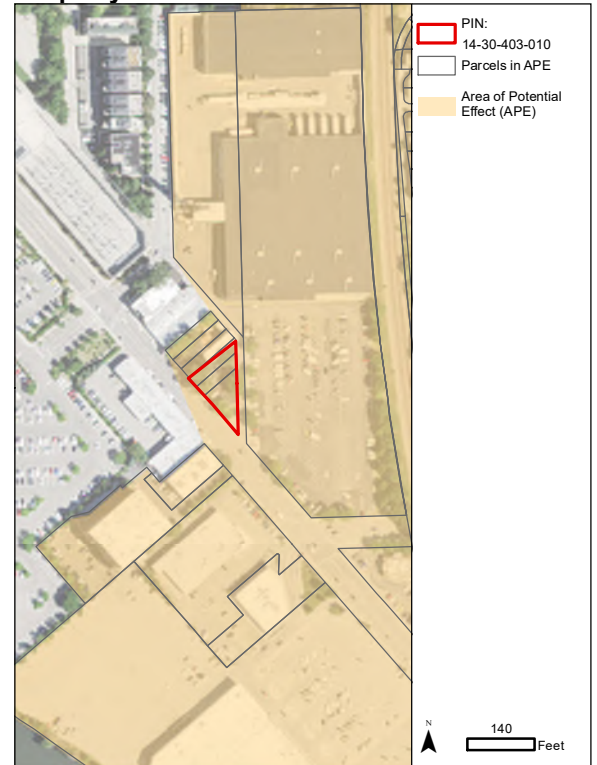 PIN:
14-30-403-010
Parcels in APE
Area of Potential
Effect (APE)
N
140
Feet